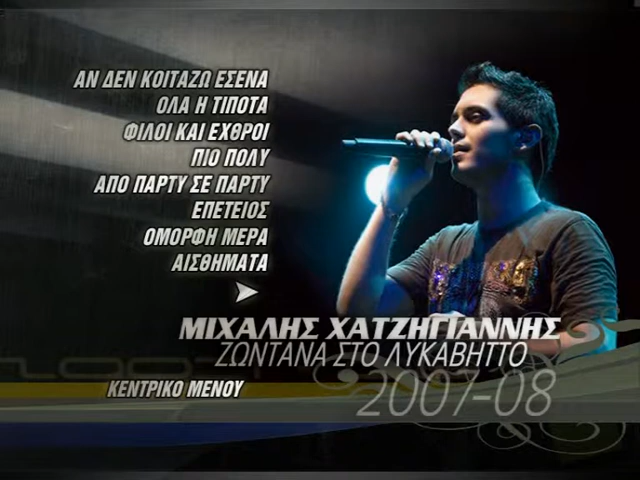 ΑΝ ΔΕΝ ΚΟΙΤΑΖΩ ΕΣΕΝΑ
ΟΛΑ Η ΤΙΠΟΤΑ
ΦΙΛΟΙ ΚΑΙ ΕΧΘΡΟΙ
ΠΙΟ ΠΟΛΥ
ΑΠΟ ΠΑΡΤΥ ΣΕ ΠΑΡΤΥ
ΕΠΕΤΕΙΟΣ
ΟΜΟΡΦΗ ΜΕΡΑ
ΑΙΣΘΗΜΑΤΑ
ΜΙΧΑΛΗΣ ΧΑΤΖΗΓΙΑΝΝΗΣ
ΖΩΝΤΑΝΑ ΣΤΟ ΛΥΚΑΒΗΤΤΟ
2007-08
ΚΕΝΤΡΙΚΟ ΜΕΝΟΥ